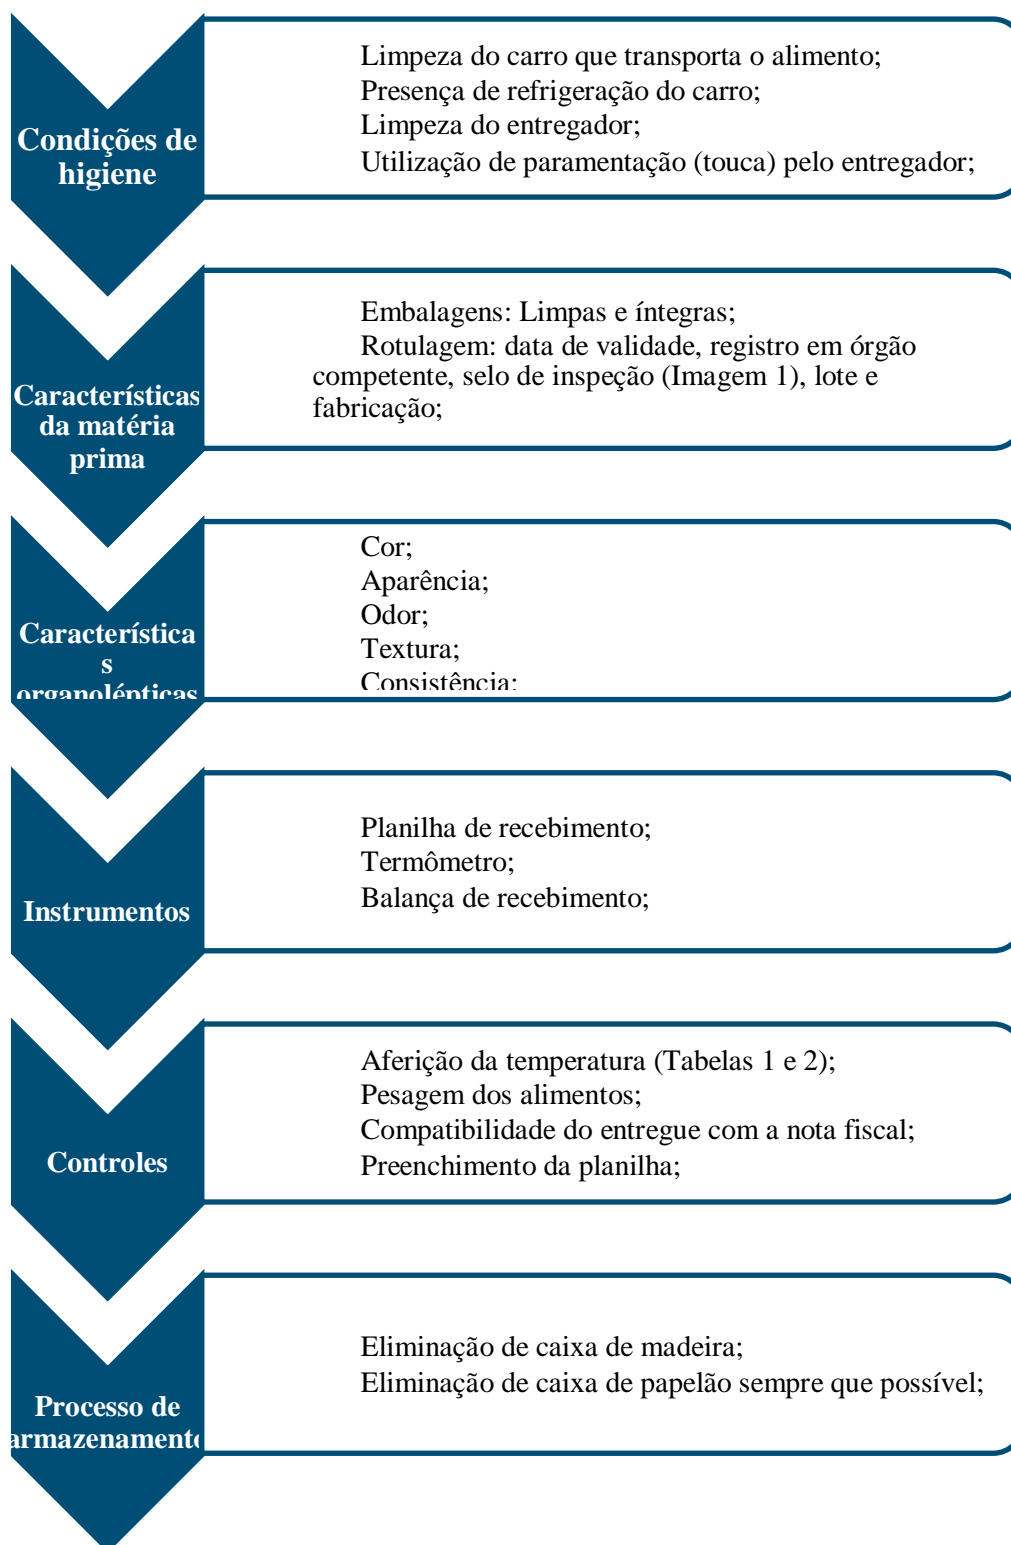 Condições de
higiene
Limpeza do carro que transporta o alimento;
Presença de refrigeração do carro;
Limpeza do entregador;
Utilização de paramentação (touca) pelo entregador;
Características
da matéria
prima
Embalagens: Limpas e íntegras;
Rotulagem: data de validade, registro em órgão
competente, selo de inspeção (Imagem 1), lote e
fabricação;
Característica
s
organolépticas
Cor;
Aparência;
Odor;
Textura;
Consistência;
Instrumentos
Planilha de recebimento;
Termômetro;
Balança de recebimento;
Controles
Aferição da temperatura (Tabelas 1 e 2);
Pesagem dos alimentos;
Compatibilidade do entregue com a nota fiscal;
Preenchimento da planilha;
Processo de
armazenamento
Eliminação de caixa de madeira;
Eliminação de caixa de papelão sempre que possível;